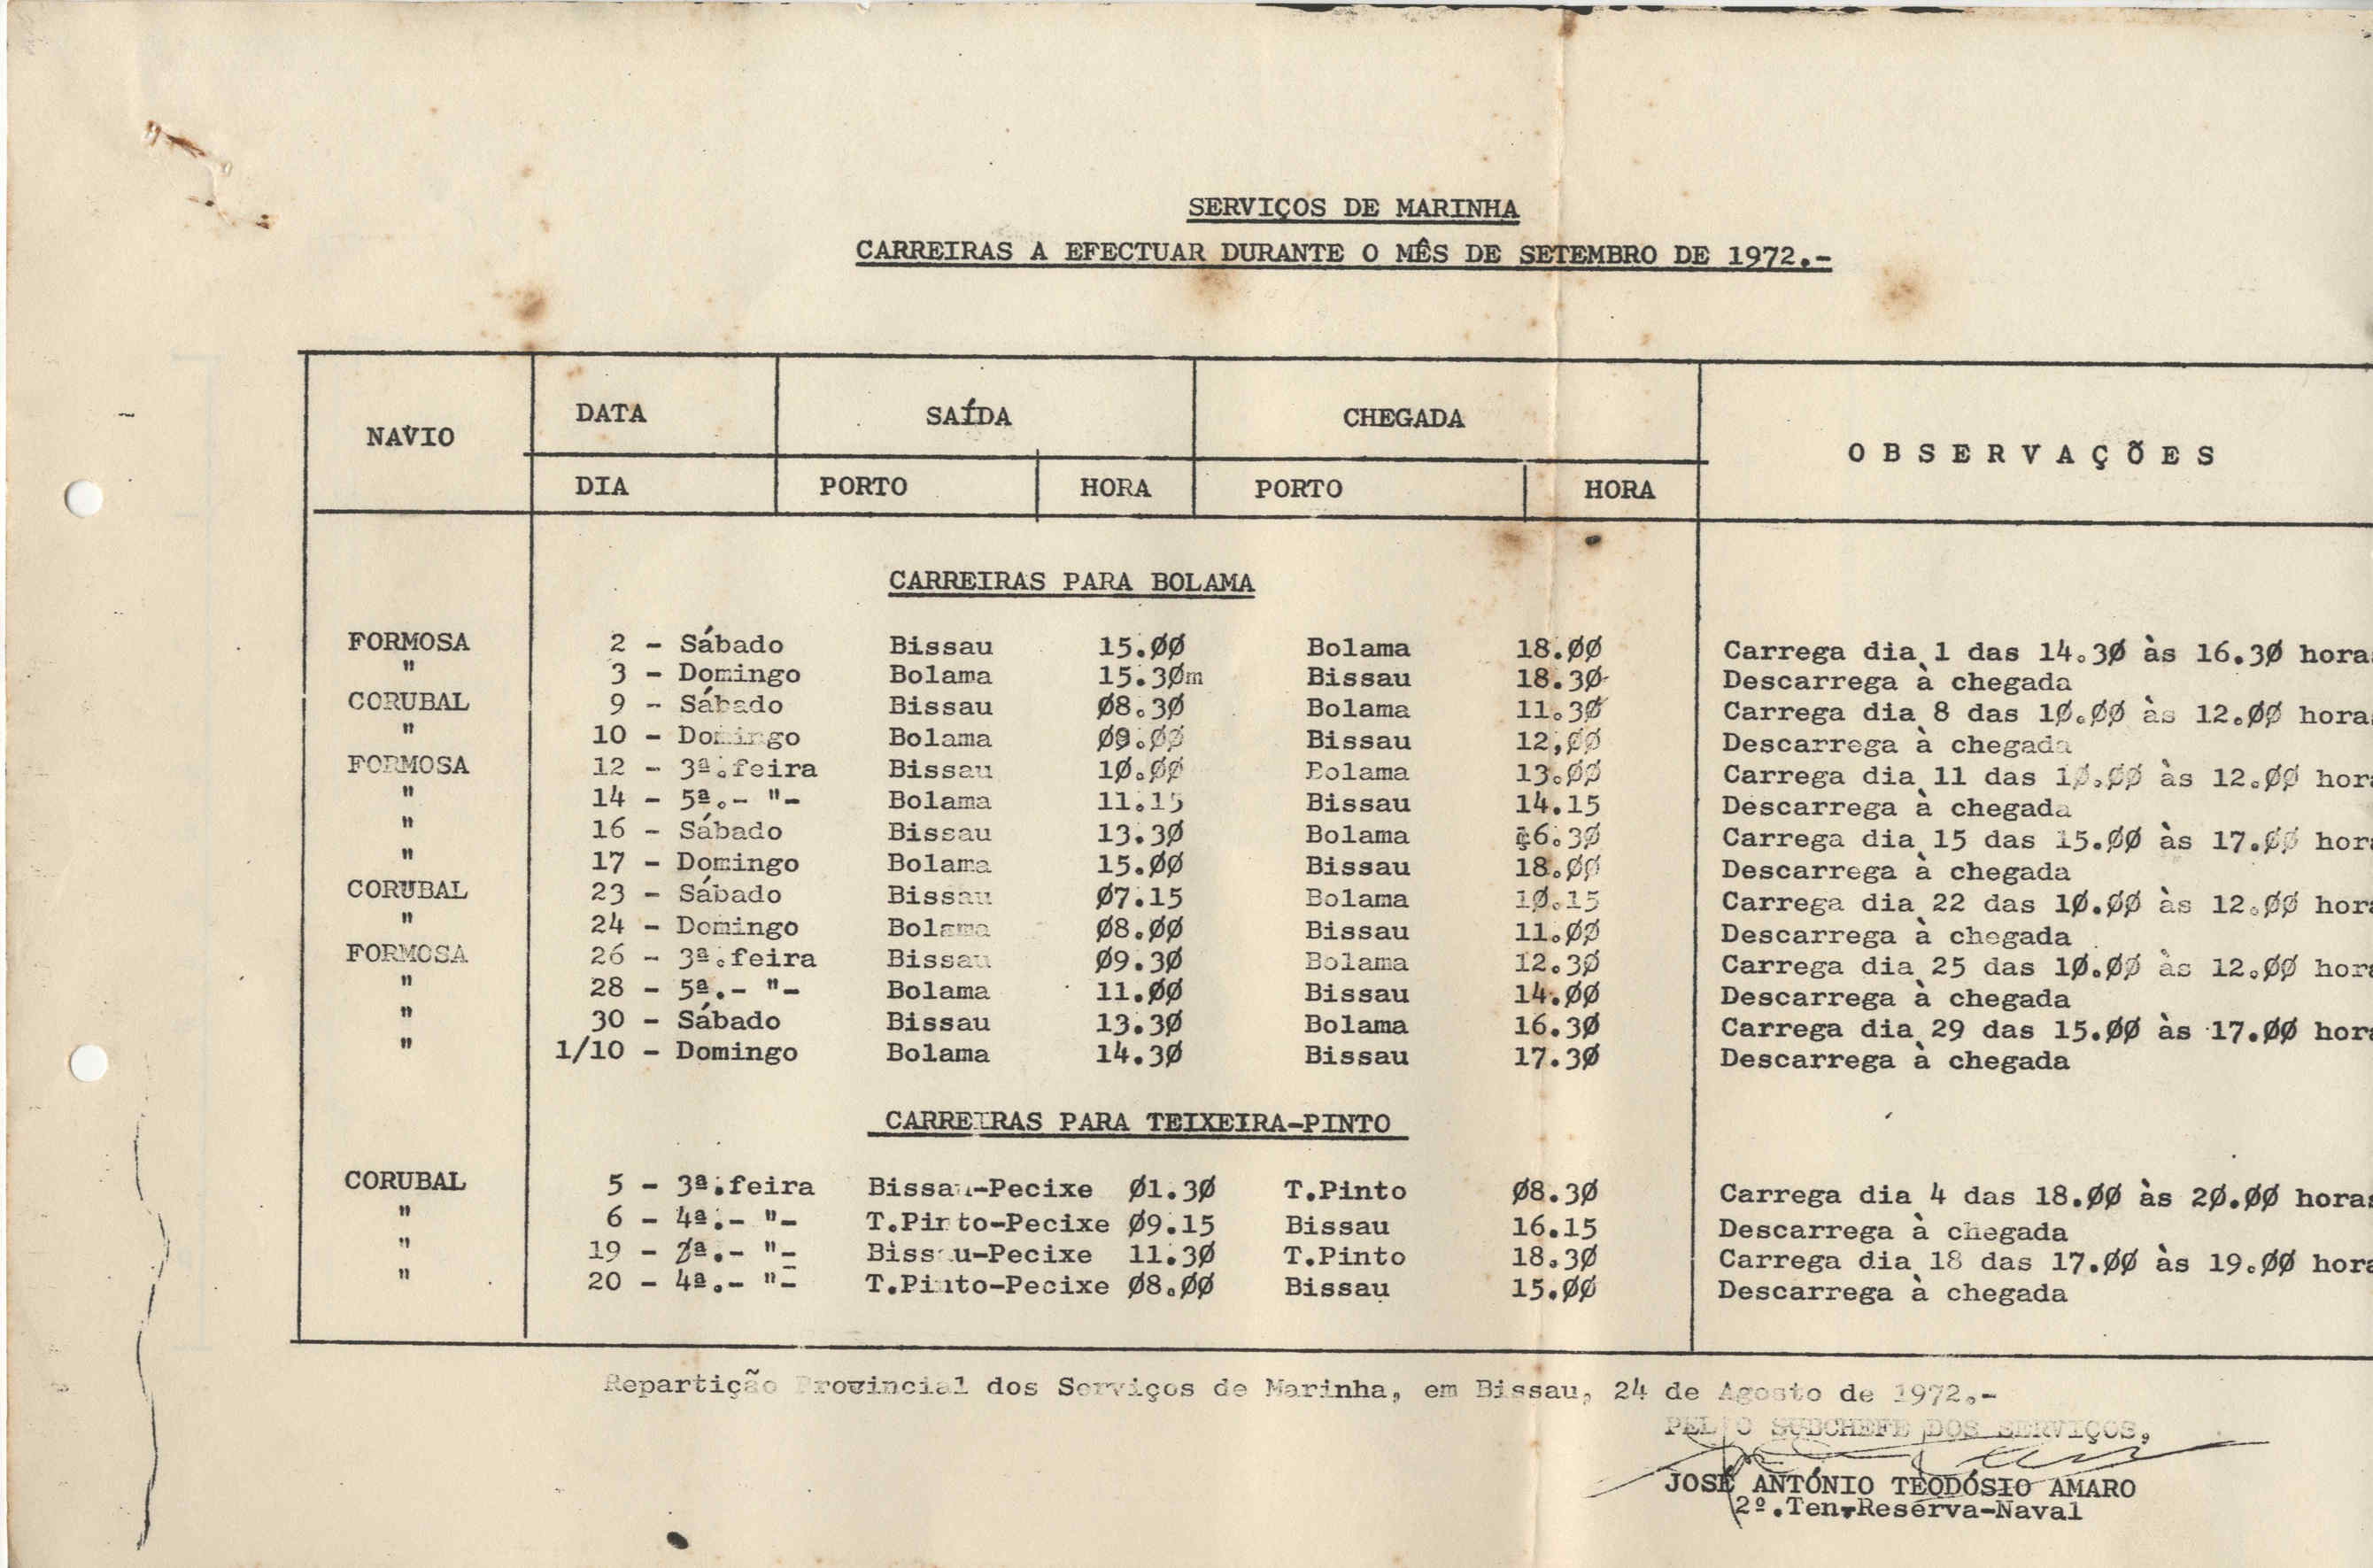 SERVIÇOS DE MARINHA
CARREIRAS A EFECTUAR DURANTE O MÊS DE SETEMBRO DE 1972.-
NAVIO DATA SAÍDA CHEGADA OBSERVAÇÕES
DIA PORTO HORA PORTO HORA
CARREIRAS PARA BOLAMA
FORMOSA 2 - Sábado Bissau 15.ØØ Bolama 18.ØØ Carrega dia 1 das 14.3Ø às 16.3Ø hora
" 3 - Domingo Bolama 15.3Øm Bissau 18.3Ø Descarrega à chegada
CORUBAL 9 - Sábado Bissau Ø8.3Ø Bolama 11.3Ø Carrega dia 8 das 1Ø.ØØ às 12.ØØ hora
" 10 - Domingo Bolama Ø9.ØØ Bissau 12,ØØ Descarrega à chegada
FORMOSA 12 - 3ª.feira Bissau 1Ø.ØØ Bolama 13.ØØ Carrega dia 11 das 1Ø.ØØ às 12.ØØ hor
" 14 - 5ª.- "- Bolama 11.15 Bissau 14.15 Descarrega à chegada
" 16 - Sábado Bissau 13.3Ø Bolama 6.3Ø Carrega dia 15 das 15.ØØ às 17.ØØ hor
" 17 - Domingo Bolama 15.ØØ Bissau 18.ØØ Descarrega à chegada
CORUBAL 23 - Sábado Bissau Ø7.15 Bolama 1Ø.15 Carrega dia 22 das 1Ø.ØØ às 12.ØØ hor
" 24 - Domingo Bolama Ø8.ØØ Bissau 11.ØØ Descarrega à chegada
FORMOSA 26 - 3ª.feira Bissau Ø9.3Ø Bolama 12.3Ø Carrega dia 25 das 1Ø.ØØ às 12.ØØ hor
" 28 - 5ª.- "- Bolama 11.ØØ Bissau 14.ØØ Descarrega à chegada
" 30 - Sábado Bissau 13.3Ø Bolama 16.3Ø Carrega dia 29 das 15.ØØ às 17.ØØ hor
" 1/10 - Domingo Bolama 14.3Ø Bissau 17.3Ø Descarrega à chegada
CARREIRAS PARA TEIXEIRA-PINTO
CORUBAL 5 - 3ª.feira Bissau-Pecixe Ø1.3Ø T.Pinto Ø8.3Ø Carrega dia 4 das 18.ØØ às 2Ø.ØØ hora
" 6 - 4ª.- "- T.Pinto-Pecixe Ø9.15 Bissau 16.15 Descarrega à chegada
" 19 - 3ª.- "- Bissau-Pecixe 11.3Ø T.Pinto 18.3Ø Carrega dia 18 das 17.ØØ às 19.ØØ hor
" 20 - 4ª.- "- T.Pinto-Pecixe Ø8.ØØ Bissau 15.ØØ Descarrega à chegada
Repartição Provincial dos Serviços de Marinha, em Bissau, 24 de Agosto de 1972.-
PELO SUBCHEFE DOS SERVIÇOS,
JOSÉ ANTÓNIO TEODÓSIO AMARO
2º.Ten,Reserva-Naval